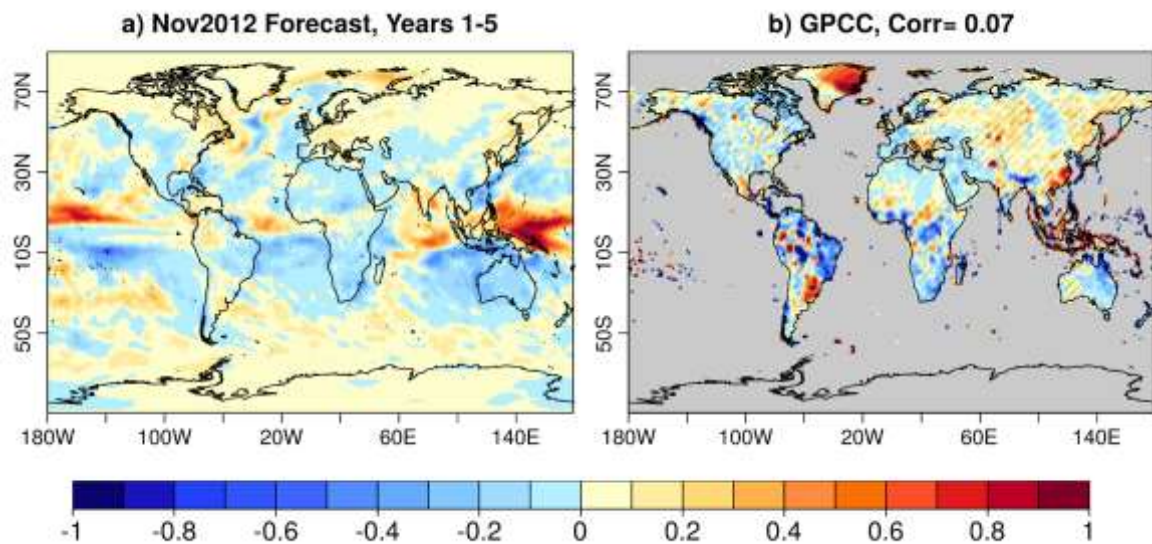 a) Nov2012 Forecast, Years 1-5
b) GPCC, Corr= 0.07
70N
30N
10S
50S
180W 100W 20W 60E 140E
70N
30N
10S
50S
180W 100W 20W 60E 140E
-1 -0.8 -0.6 -0.4 -0.2 0 0.2 0.4 0.6 0.8 1